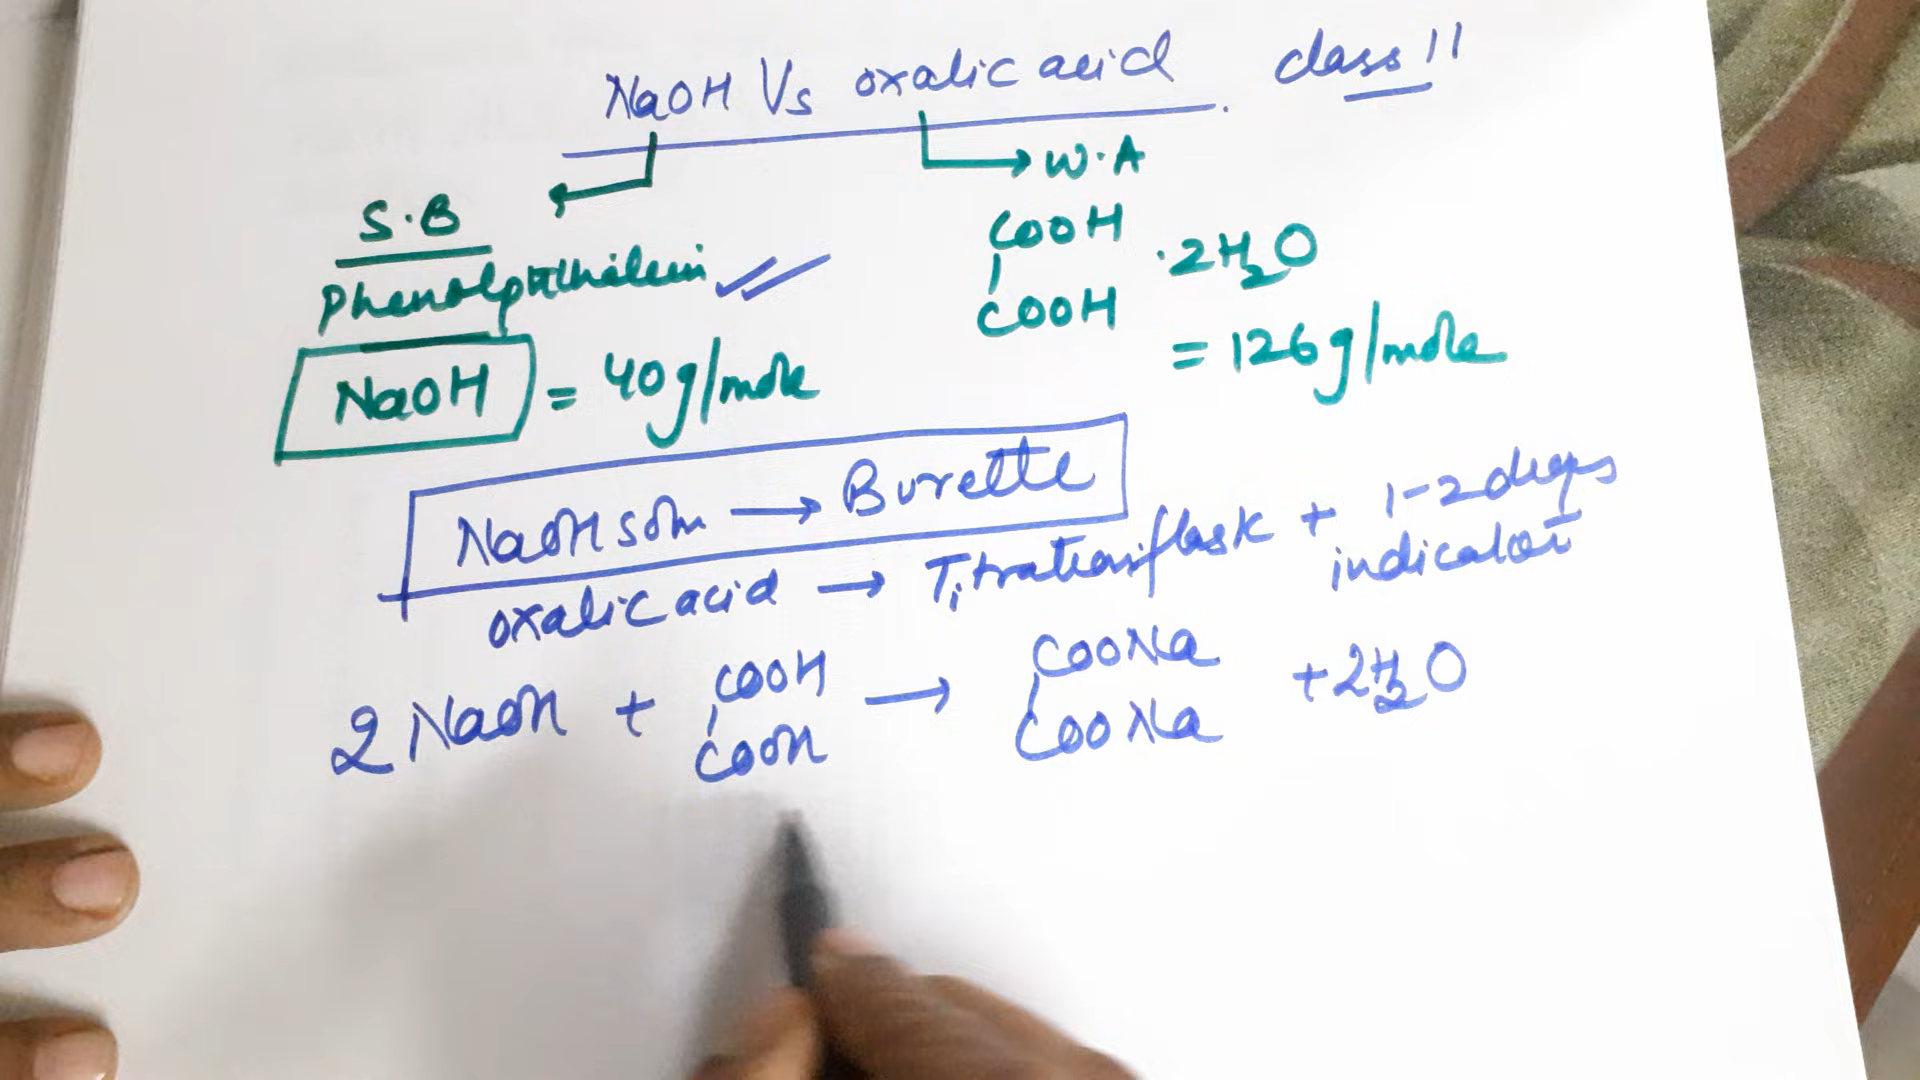 NaOH Vs oxalic acid class 11
S.B
W.A
Phenolphthalein
COOH
COOH
.2H₂O
= 126g/mole
NaOH = 40g/mole
NaOH soln → Burette
oxalic acid → Titration flask + 1-2 drops
indicator
2 NaOH + COOH → COONa + 2H₂O
COOH COONa